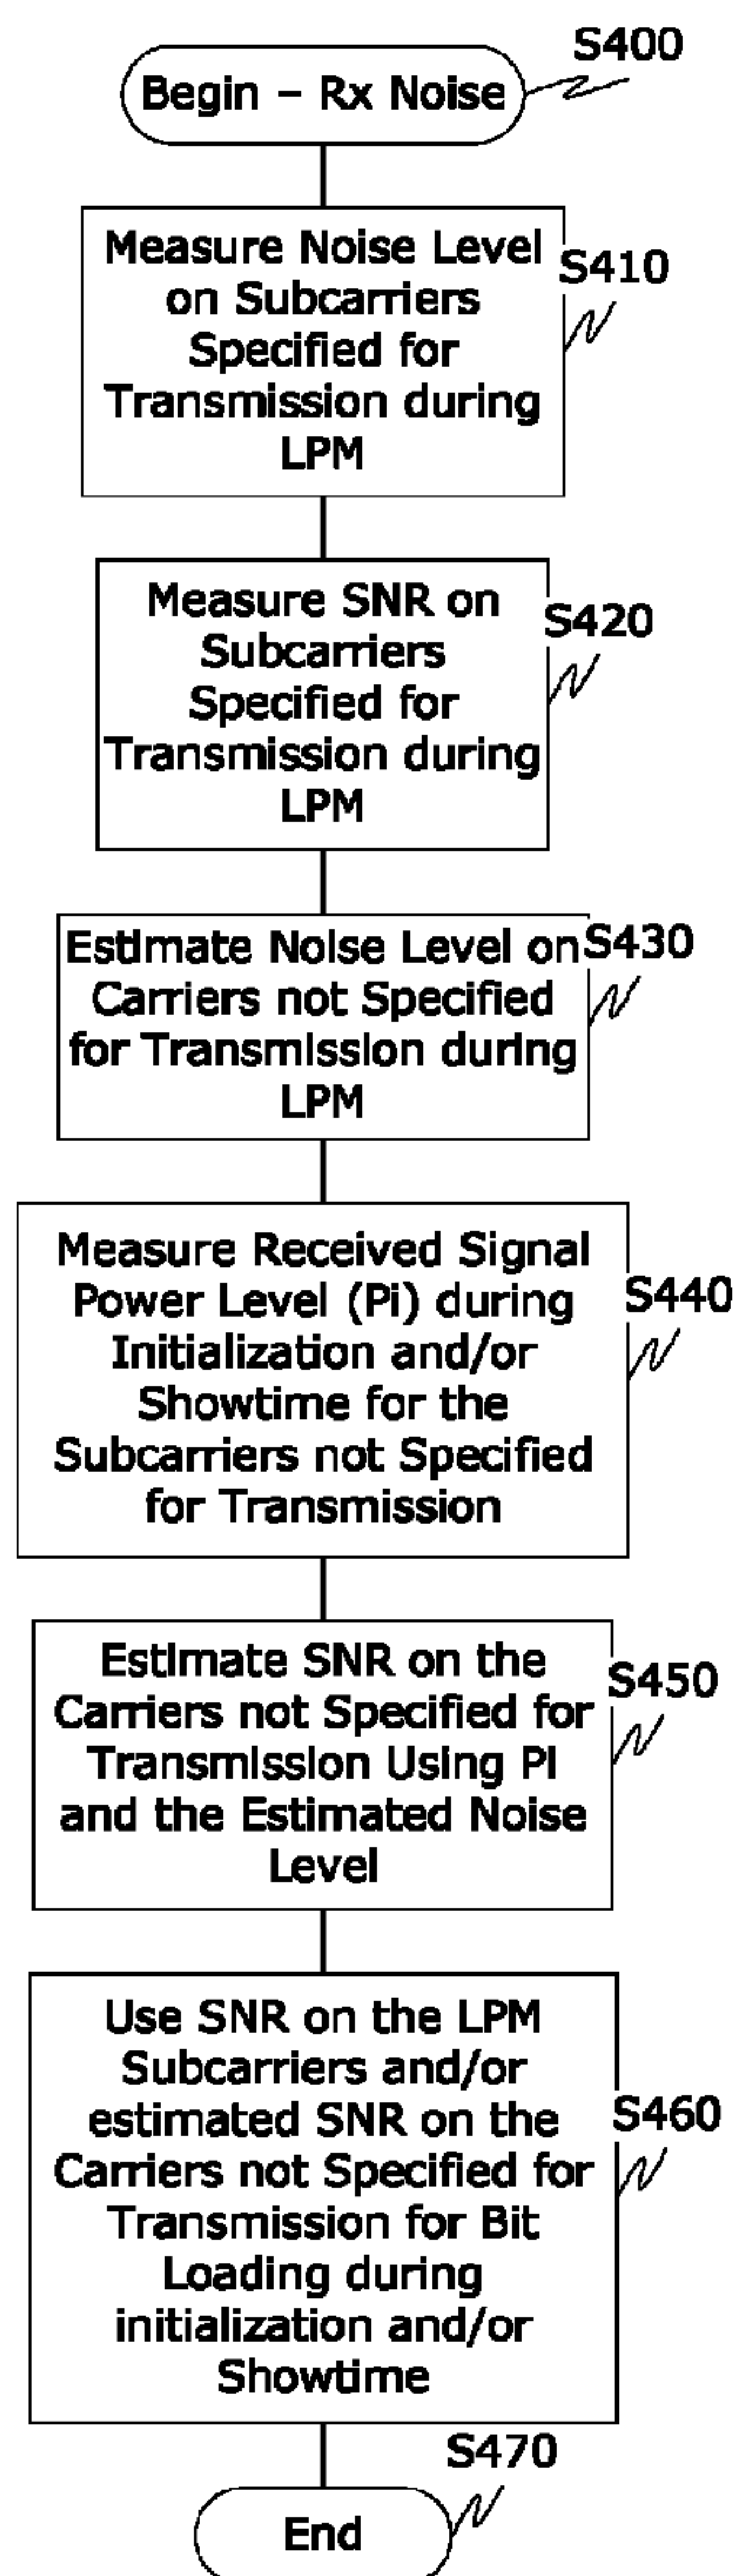 S400
Begin – Rx Noise
Measure Noise Level
on Subcarriers
Specified for
Transmission during
LPM
S410
Measure SNR on
Subcarriers
Specified for
Transmission during
LPM
S420
Estimate Noise Level on
Carriers not Specified
for Transmission during
LPM
S430
Measure Received Signal
Power Level (Pi) during
Initialization and/or
Showtime for the
Subcarriers not Specified
for Transmission
S440
Estimate SNR on the
Carriers not Specified for
Transmission Using Pi
and the Estimated Noise
Level
S450
Use SNR on the LPM
Subcarriers and/or
estimated SNR on the
Carriers not Specified for
Transmission for Bit
Loading during
initialization and/or
Showtime
S460
S470
End